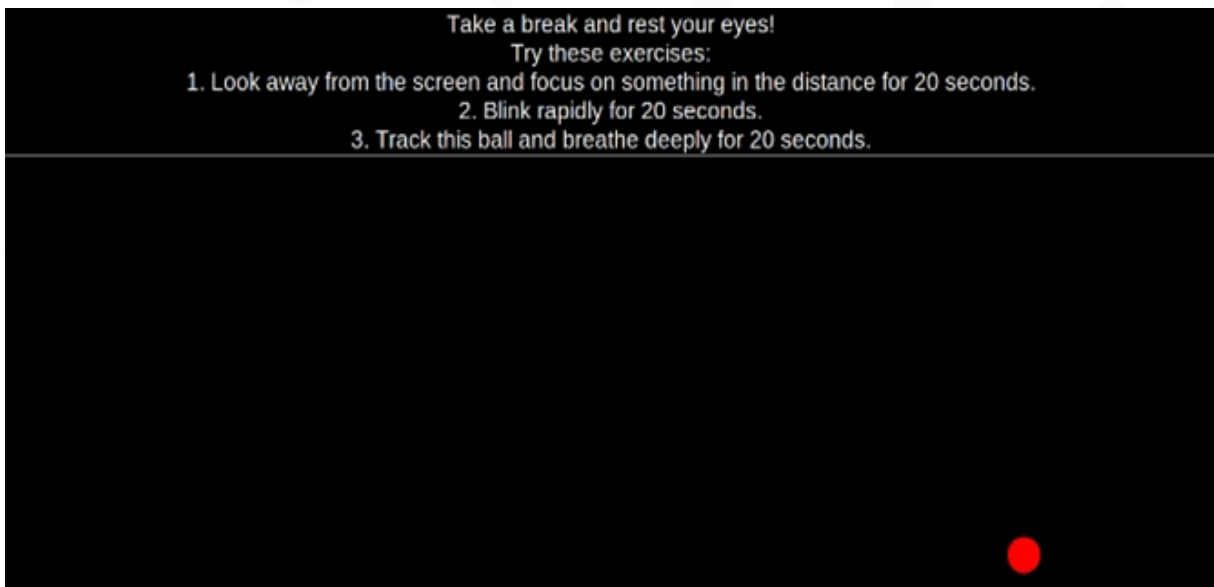 Take a break and rest your eyes!
Try these exercises:
1. Look away from the screen and focus on something in the distance for 20 seconds.
2. Blink rapidly for 20 seconds.
3. Track this ball and breathe deeply for 20 seconds.